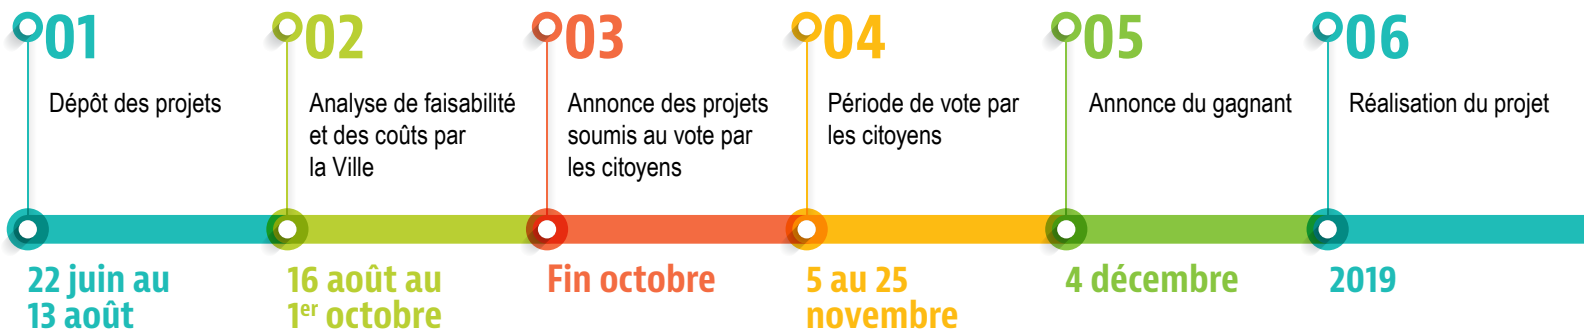 01
Dépôt des projets
22 juin au
13 août
02
Analyse de faisabilité
et des coûts par
la Ville
16 août au
1er octobre
03
Annonce des projets
soumis au vote par
les citoyens
Fin octobre
04
Période de vote par
les citoyens
5 au 25
novembre
05
Annonce du gagnant
4 décembre
06
Réalisation du projet
2019